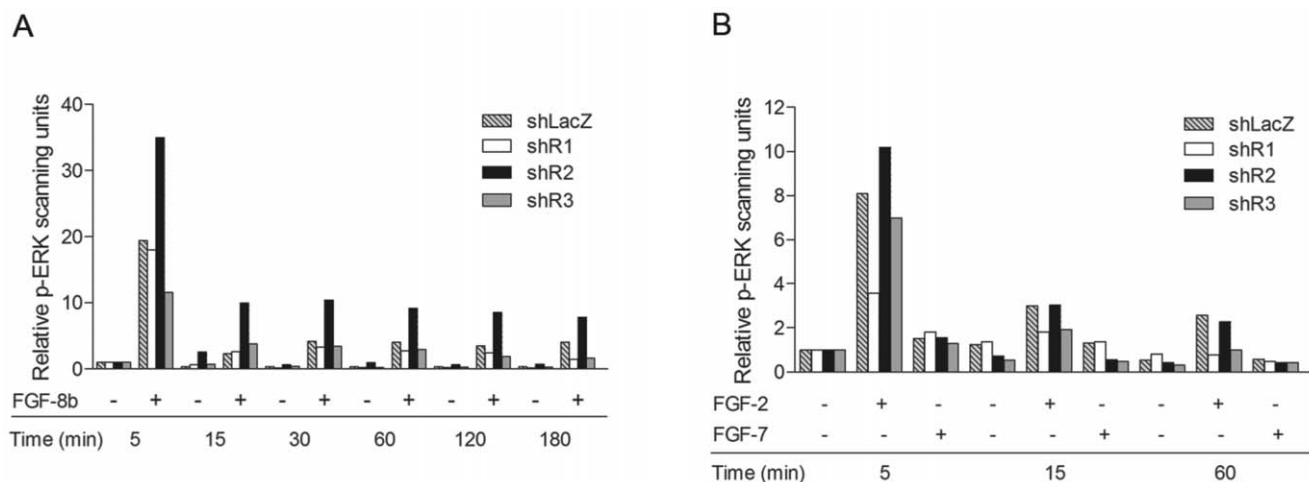 A
Relative p-ERK scanning units
40
30
20
10
0
shLacZ
shR1
shR2
shR3
FGF-8b - + - + - + - + - + - +
Time (min) 5 15 30 60 120 180
B
Relative p-ERK scanning units
12
10
8
6
4
2
0
shLacZ
shR1
shR2
shR3
FGF-2 - + - - + - - + -
FGF-7 - - + - - + - - +
Time (min) 5 15 60